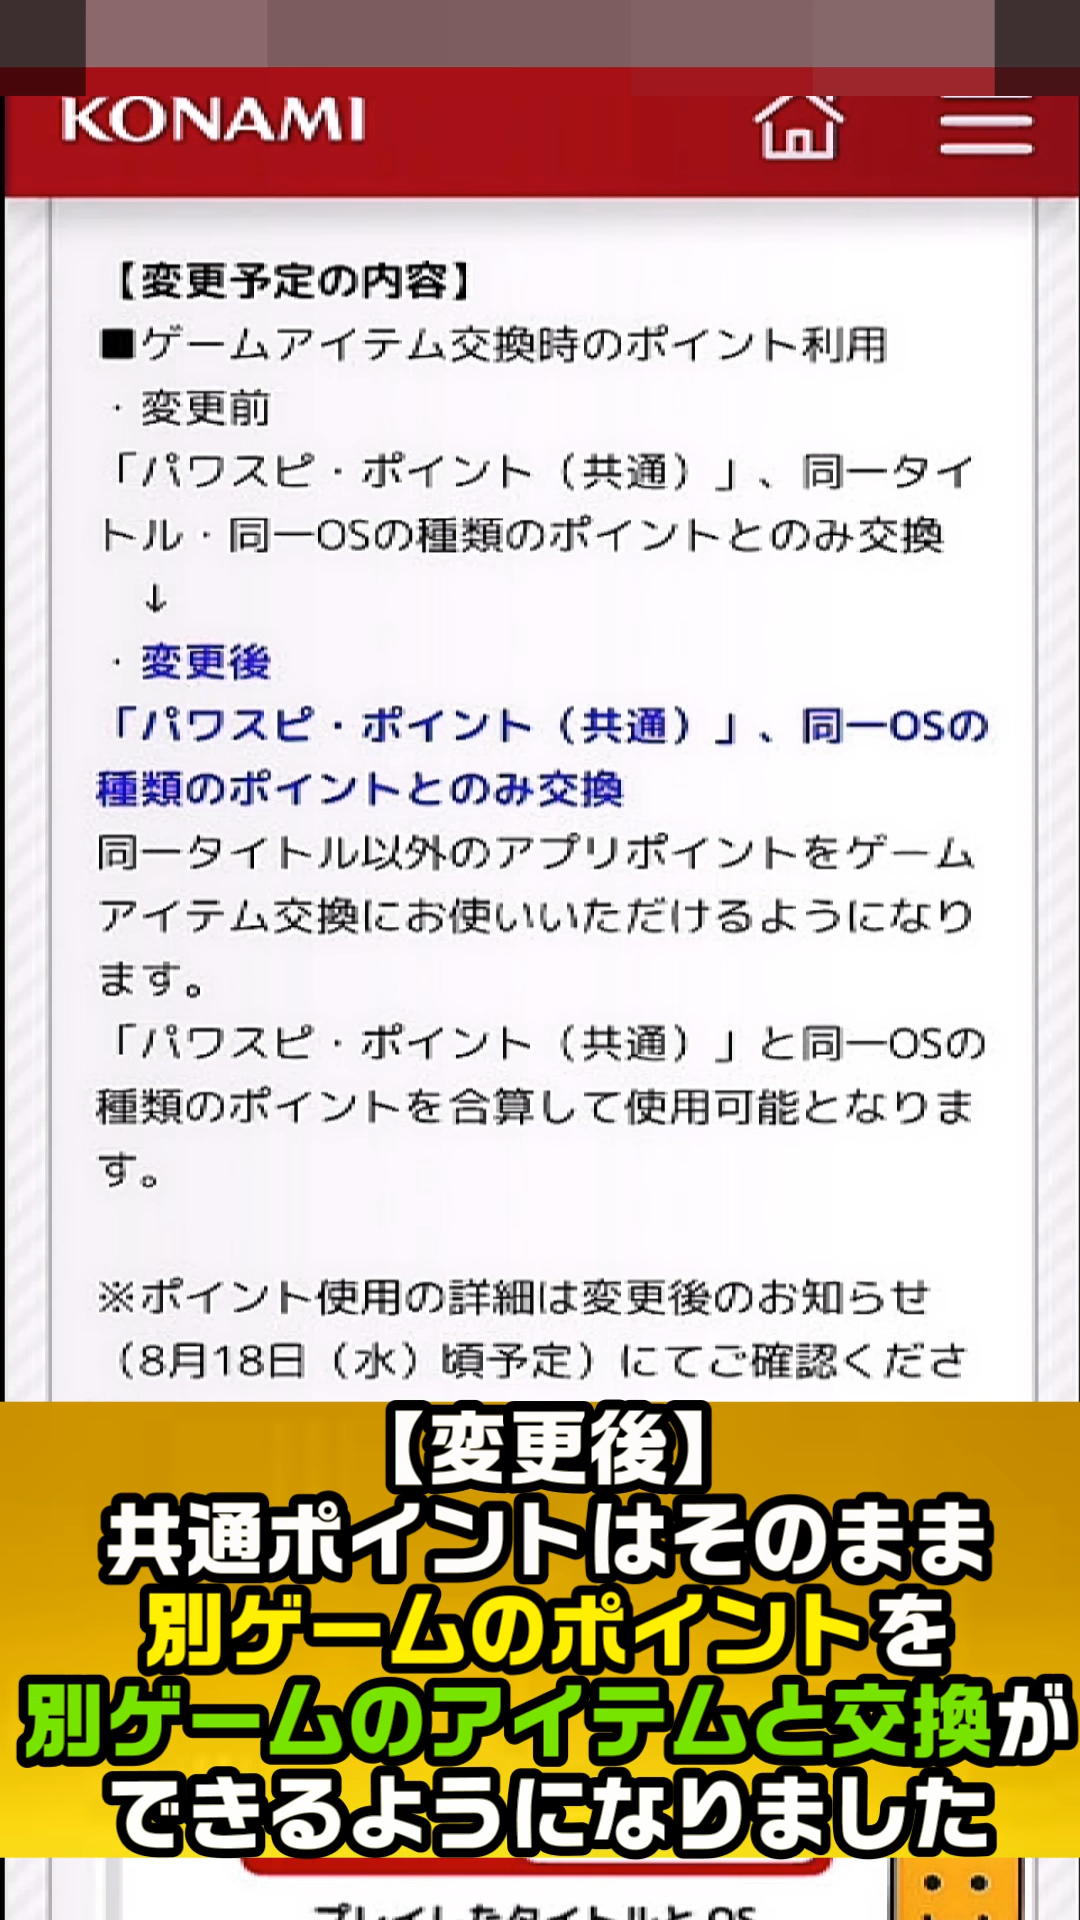 KONAMI
【変更予定の内容】
■ゲームアイテム交換時のポイント利用
・変更前
「パワスピ・ポイント（共通）」、同一タイ
トル・同一OSの種類のポイントとのみ交換
↓
・変更後
「パワスピ・ポイント（共通）」、同一OSの
種類のポイントとのみ交換
同一タイトル以外のアプリポイントをゲーム
アイテム交換にお使いいただけるようになり
ます。
「パワスピ・ポイント（共通）」と同一OSの
種類のポイントを合算して使用可能となりま
す。
※ポイント使用の詳細は変更後のお知らせ
（8月18日（水）頃予定）にてご確認くださ
【変更後】
共通ポイントはそのまま
別ゲームのポイントを
別ゲームのアイテムと交換が
できるようになりました
プレイしたタイトルと OS